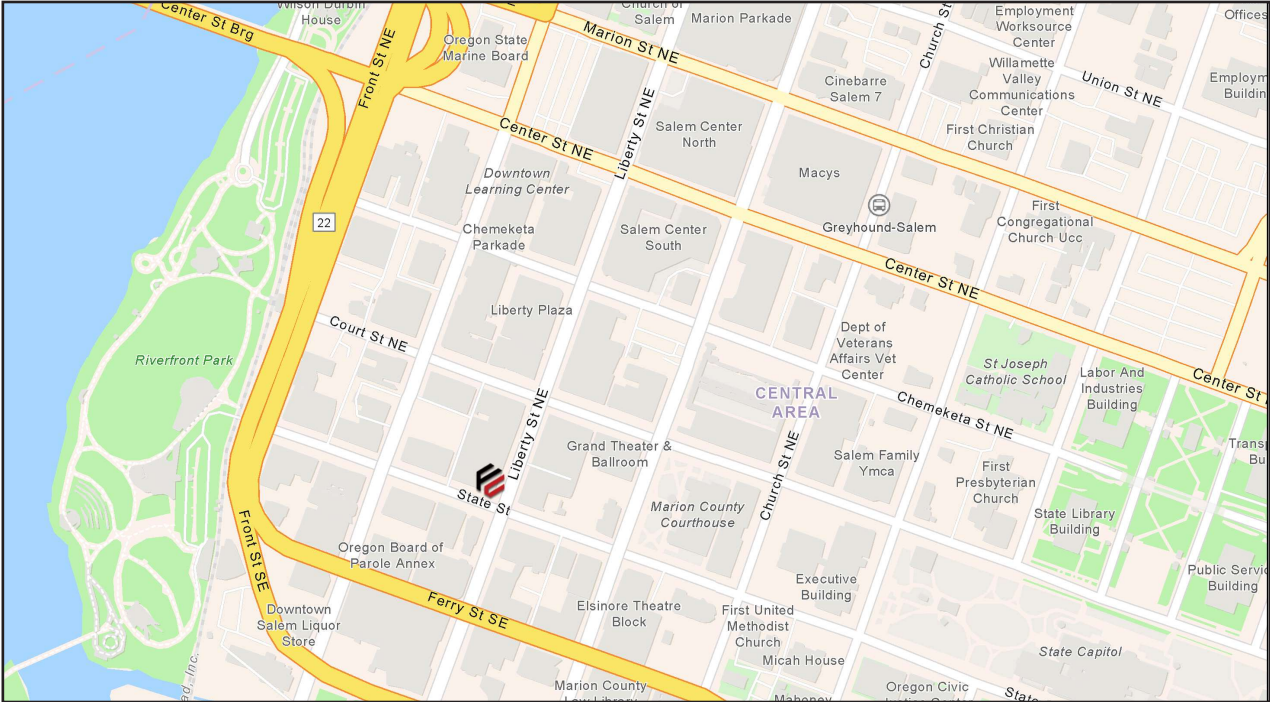 Wilson Durbin
House
Center St Brg
Front St NE
Oregon State
Marine Board
Church of
Salem
Marion Parkade
Marion St NE
Church St
Employment
Worksource
Center
Offices
Cinebarre
Salem 7
Willamette
Valley
Communications
Center
Union St NE
First Christian
Church
Salem Center
North
Liberty St NE
Center St NE
Macys
Downtown
Learning Center
Greyhound-Salem
First
Congregational
Church Ucc
22
Chemeketa
Parkade
Salem Center
South
Center St NE
Liberty Plaza
Court St NE
Riverfront Park
Dept of
Veterans
Affairs Vet
Center
St Joseph
Catholic School
Labor And
Industries
Building
Center St
CENTRAL
AREA
Chemeketa St NE
Liberty St NE
Grand Theater &
Ballroom
Church St NE
Salem Family
Ymca
First
Presbyterian
Church
State St
Marion County
Courthouse
State Library
Building
Front St SE
Oregon Board of
Parole Annex
Executive
Building
Building
Ferry St SE
Downtown
Salem Liquor
Store
Elsinore Theatre
Block
First United
Methodist
Church
Micah House
State Capitol
Marion County
Oregon Civic
State
Mahoney